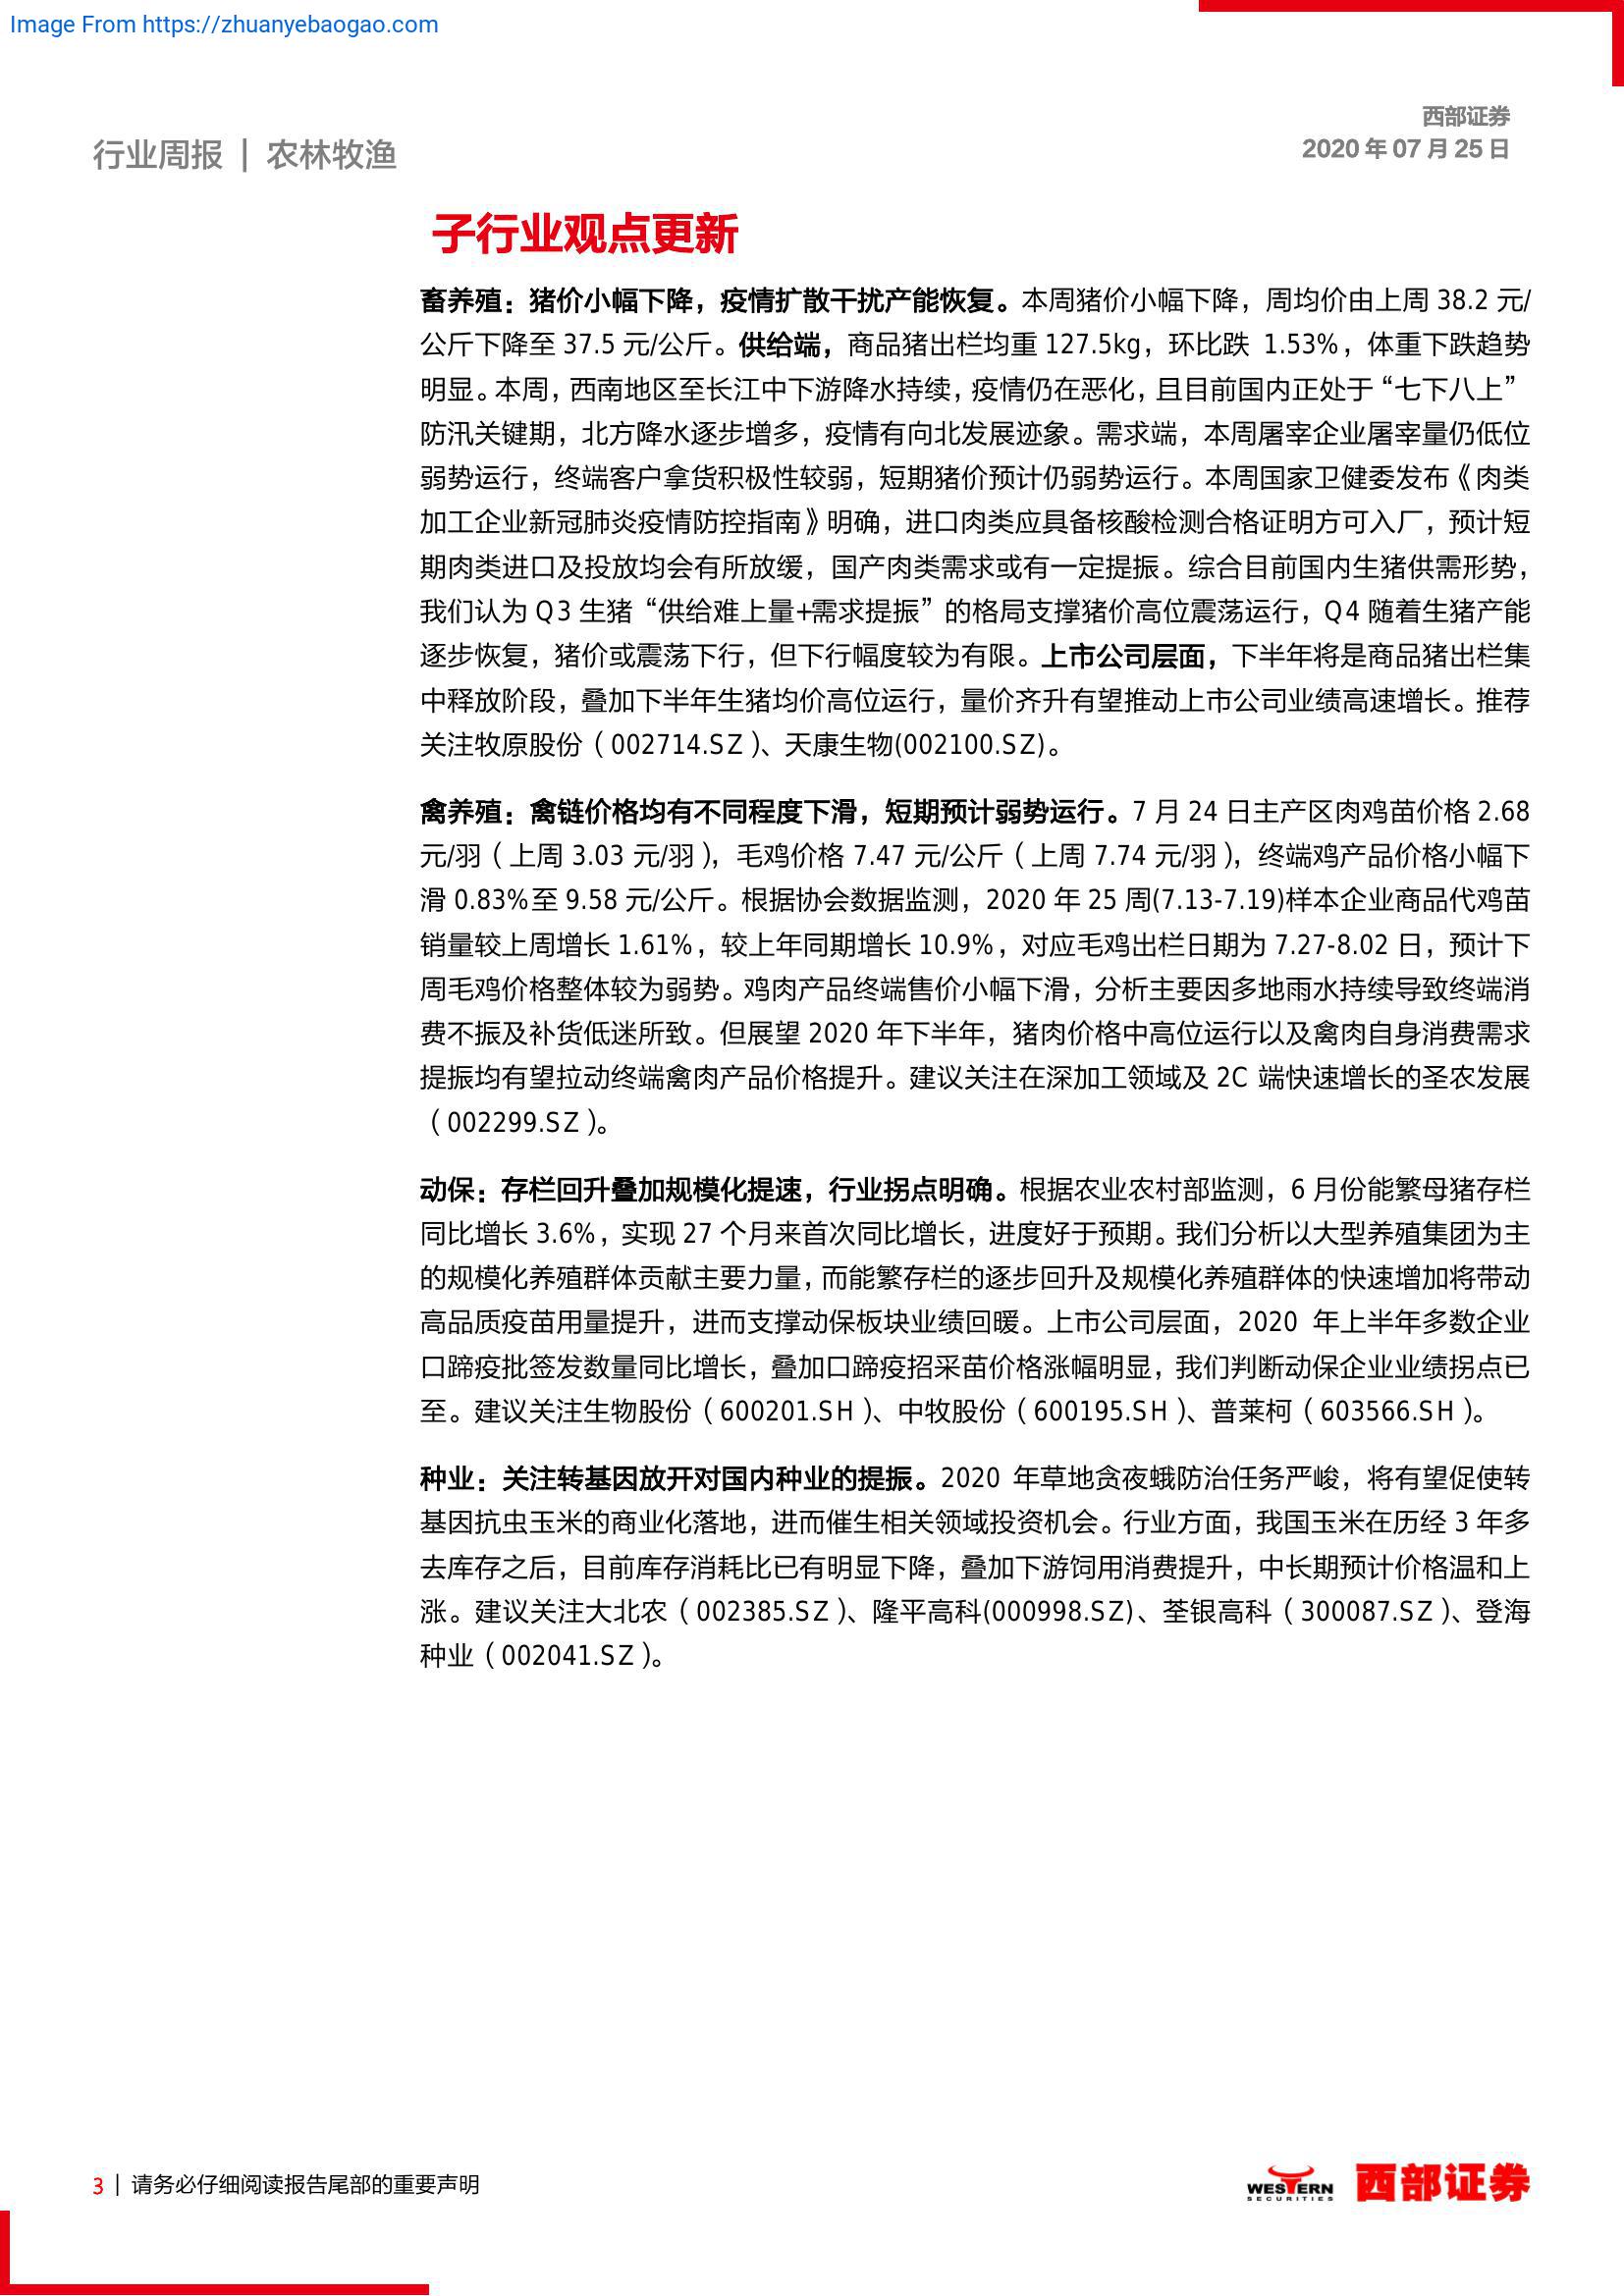 Image From https://zhuanyebaogao.com
西部证券
行业周报 | 农林牧渔
2020 年 07 月 25 日
子行业观点更新
畜养殖：猪价小幅下降，疫情扩散干扰产能恢复。本周猪价小幅下降，周均价由上周 38.2 元/
公斤下降至 37.5 元/公斤。供给端，商品猪出栏均重 127.5kg，环比跌 1.53%，体重下跌趋势
明显。本周，西南地区至长江中下游降水持续，疫情仍在恶化，且目前国内正处于“七下八上”
防汛关键期，北方降水逐步增多，疫情有向北发展迹象。需求端，本周屠宰企业屠宰量仍低位
弱势运行，终端客户拿货积极性较弱，短期猪价预计仍弱势运行。本周国家卫健委发布《肉类
加工企业新冠肺炎疫情防控指南》明确，进口肉类应具备核酸检测合格证明方可入厂，预计短
期肉类进口及投放均会有所放缓，国产肉类需求或有一定提振。综合目前国内生猪供需形势，
我们认为 Q3 生猪“供给难上量+需求提振”的格局支撑猪价高位震荡运行，Q4 随着生猪产能
逐步恢复，猪价或震荡下行，但下行幅度较为有限。上市公司层面，下半年将是商品猪出栏集
中释放阶段，叠加下半年生猪均价高位运行，量价齐升有望推动上市公司业绩高速增长。推荐
关注牧原股份（002714.SZ）、天康生物(002100.SZ)。
禽养殖：禽链价格均有不同程度下滑，短期预计弱势运行。7 月 24 日主产区肉鸡苗价格 2.68
元/羽（上周 3.03 元/羽），毛鸡价格 7.47 元/公斤（上周 7.74 元/羽），终端鸡产品价格小幅下
滑 0.83%至 9.58 元/公斤。根据协会数据监测，2020 年 25 周(7.13-7.19)样本企业商品代鸡苗
销量较上周增长 1.61%，较上年同期增长 10.9%，对应毛鸡出栏日期为 7.27-8.02 日，预计下
周毛鸡价格整体较为弱势。鸡肉产品终端售价小幅下滑，分析主要因多地雨水持续导致终端消
费不振及补货低迷所致。但展望 2020 年下半年，猪肉价格中高位运行以及禽肉自身消费需求
提振均有望拉动终端禽肉产品价格提升。建议关注在深加工领域及 2C 端快速增长的圣农发展
（002299.SZ）。
动保：存栏回升叠加规模化提速，行业拐点明确。根据农业农村部监测，6 月份能繁母猪存栏
同比增长 3.6%，实现 27 个月来首次同比增长，进度好于预期。我们分析以大型养殖集团为主
的规模化养殖群体贡献主要力量，而能繁存栏的逐步回升及规模化养殖群体的快速增加将带动
高品质疫苗用量提升，进而支撑动保板块业绩回暖。上市公司层面，2020 年上半年多数企业
口蹄疫批签发数量同比增长，叠加口蹄疫招采苗价格涨幅明显，我们判断动保企业业绩拐点已
至。建议关注生物股份（600201.SH）、中牧股份（600195.SH）、普莱柯（603566.SH）。
种业：关注转基因放开对国内种业的提振。2020 年草地贪夜蛾防治任务严峻，将有望促使转
基因抗虫玉米的商业化落地，进而催生相关领域投资机会。行业方面，我国玉米在历经 3 年多
去库存之后，目前库存消耗比已有明显下降，叠加下游饲用消费提升，中长期预计价格温和上
涨。建议关注大北农（002385.SZ）、隆平高科(000998.SZ)、荃银高科（300087.SZ）、登海
种业（002041.SZ）。
3 | 请务必仔细阅读报告尾部的重要声明
WESTERN
SECURITIES
西部证券